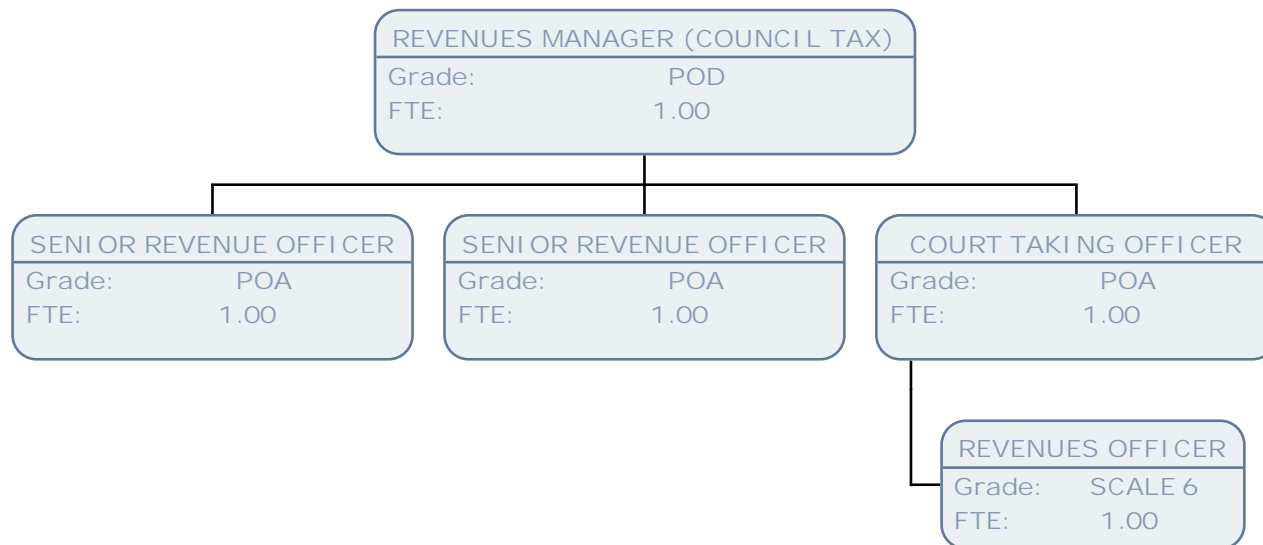 REVENUES MANAGER (COUNCIL TAX)
Grade: POD
FTE: 1.00
SENIOR REVENUE OFFICER
Grade: POA
FTE: 1.00
SENIOR REVENUE OFFICER
Grade: POA
FTE: 1.00
COURT TAKING OFFICER
Grade: POA
FTE: 1.00
REVENUES OFFICER
Grade: SCALE 6
FTE: 1.00